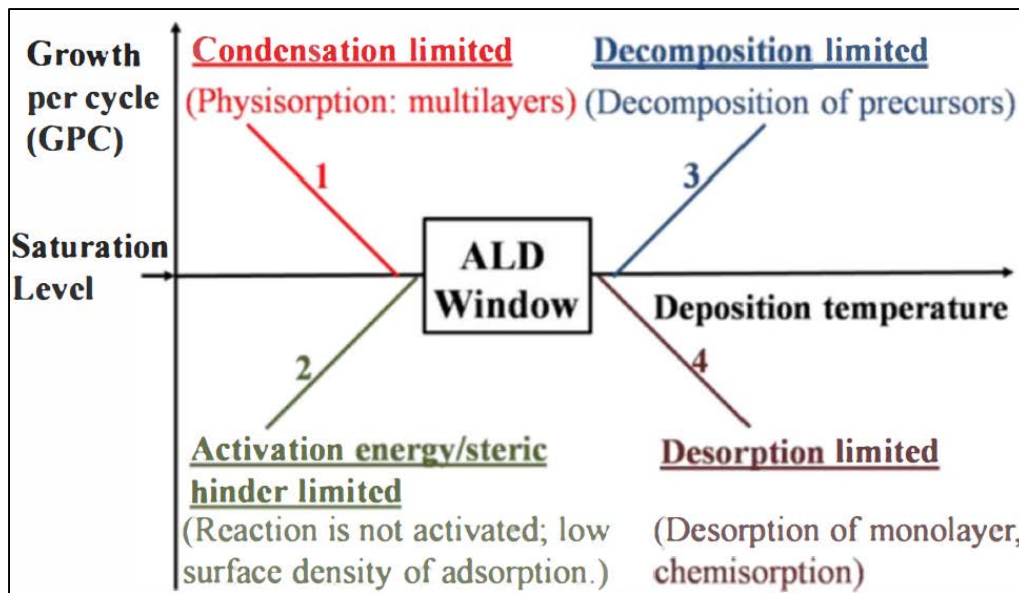 Growth
per cycle
(GPC)
Condensation limited
(Physisorption: multilayers)
Decomposition limited
(Decomposition of precursors)
1
3
Saturation
Level
ALD
Window
Deposition temperature
2
4
Activation energy/steric
hinder limited
(Reaction is not activated; low
surface density of adsorption.)
Desorption limited
(Desorption of monolayer,
chemisorption)